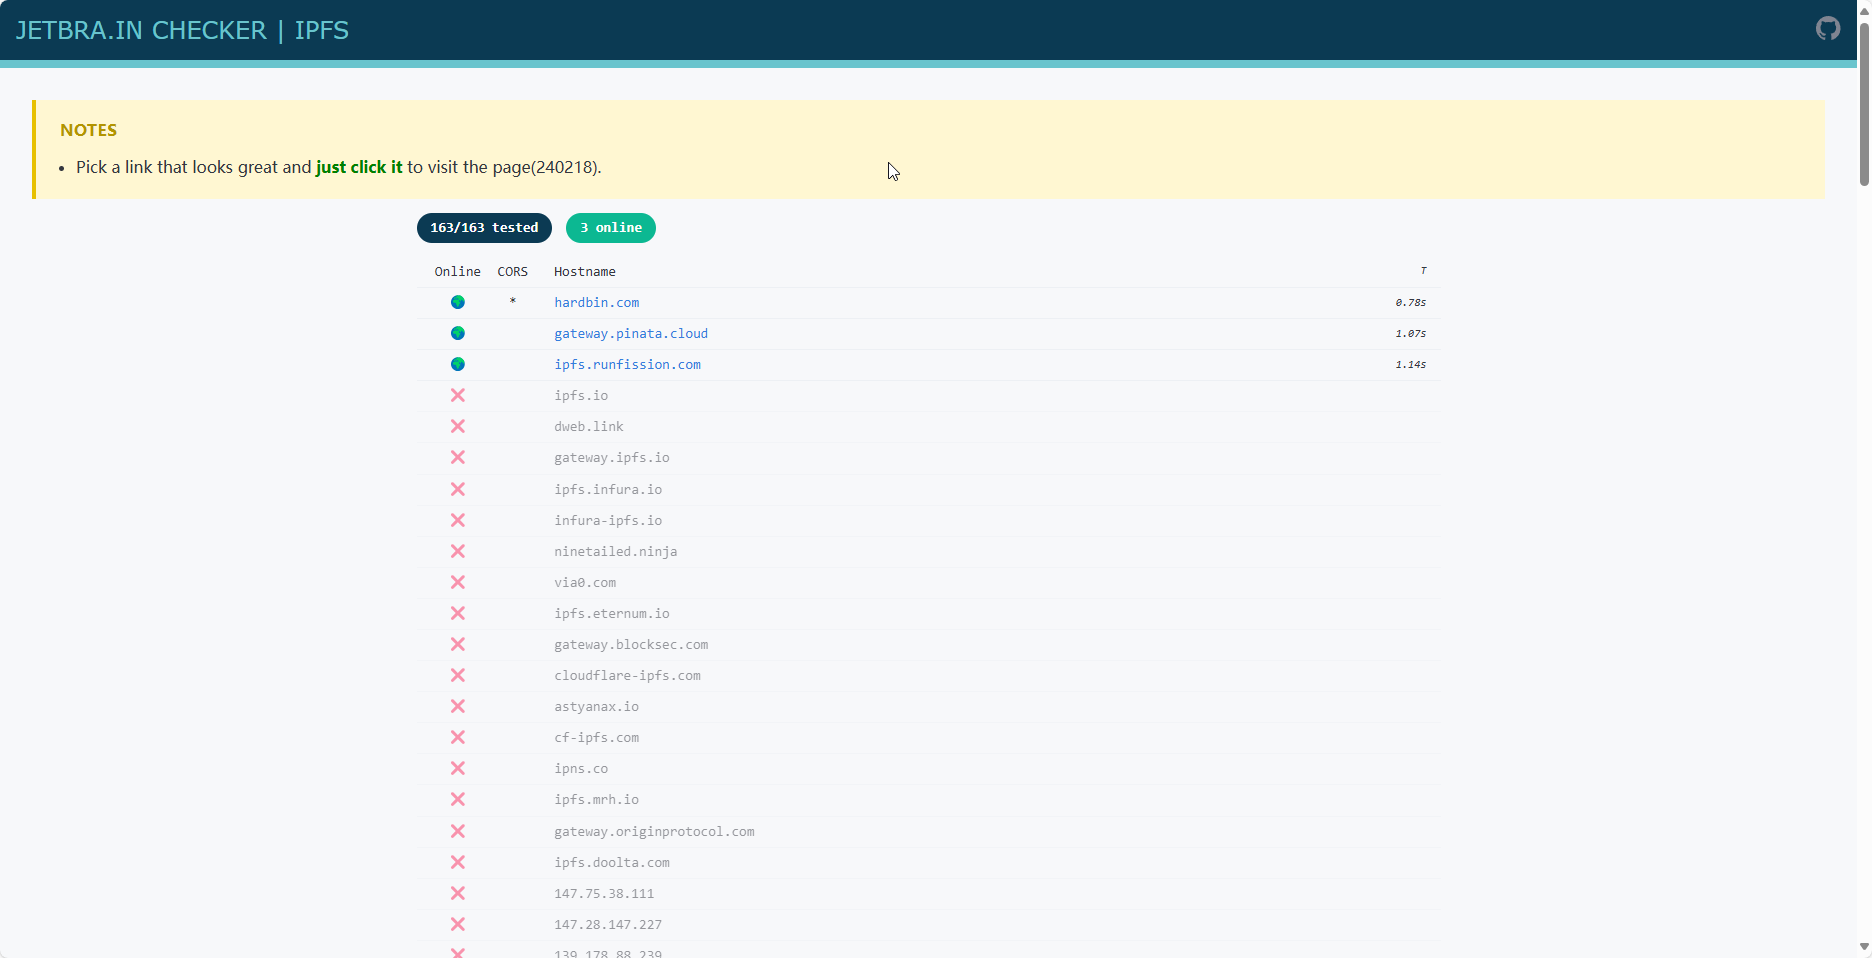 JETBRA.IN CHECKER | IPFS
NOTES
• Pick a link that looks great and just click it to visit the page(240218).
163/163 tested 3 online
Online CORS Hostname T
* hardbin.com 0.78s
gateway.pinata.cloud 1.07s
ipfs.runfission.com 1.14s
ipfs.io
dweb.link
gateway.ipfs.io
ipfs.infura.io
infura-ipfs.io
ninetailed.ninja
via0.com
ipfs.eternum.io
gateway.blocksec.com
cloudflare-ipfs.com
astyanax.io
cf-ipfs.com
ipns.co
ipfs.mrh.io
gateway.originprotocol.com
ipfs.doolta.com
147.75.38.111
147.28.147.227
139.178.88.239